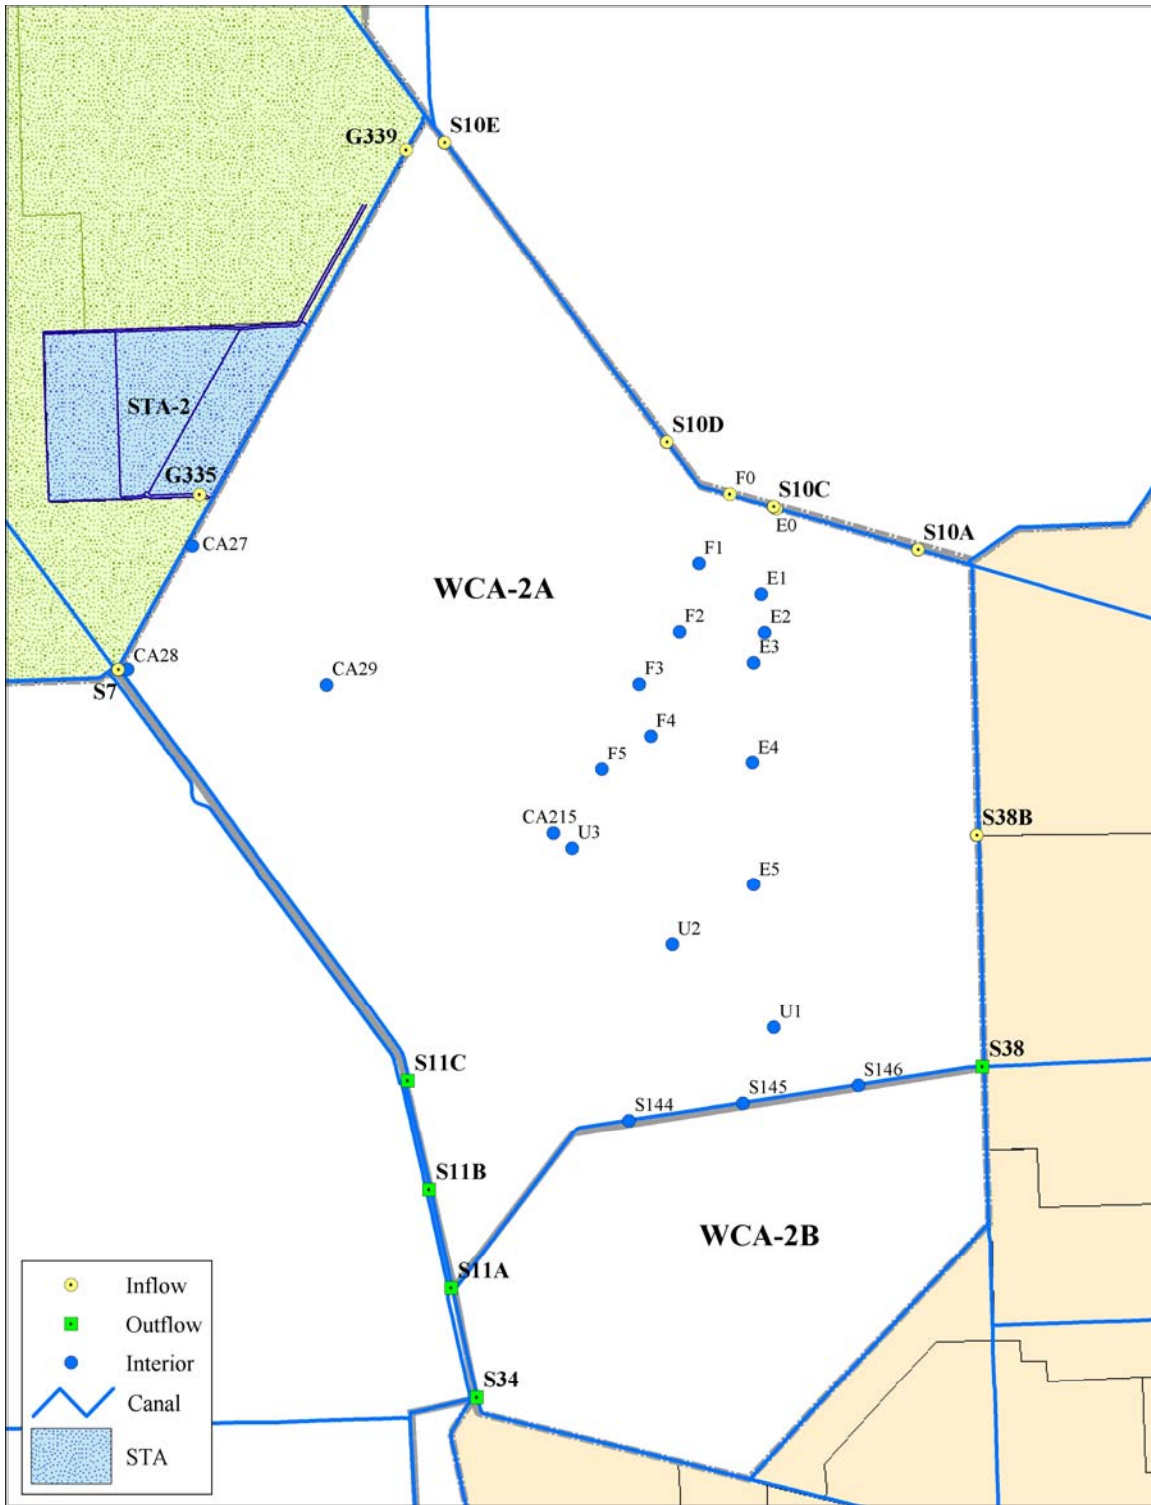 G339
S10E
STA-2
S10D
G335
F0
S10C
E0
S10A
CA27
F1
WCA-2A
E1
F2
E2
E3
CA28
CA29
F3
S7
F4
E4
F5
CA215
U3
S38B
E5
U2
U1
S38
S11C
S146
S145
S144
S11B
WCA-2B
S11A
S34
Inflow
Outflow
Interior
Canal
STA